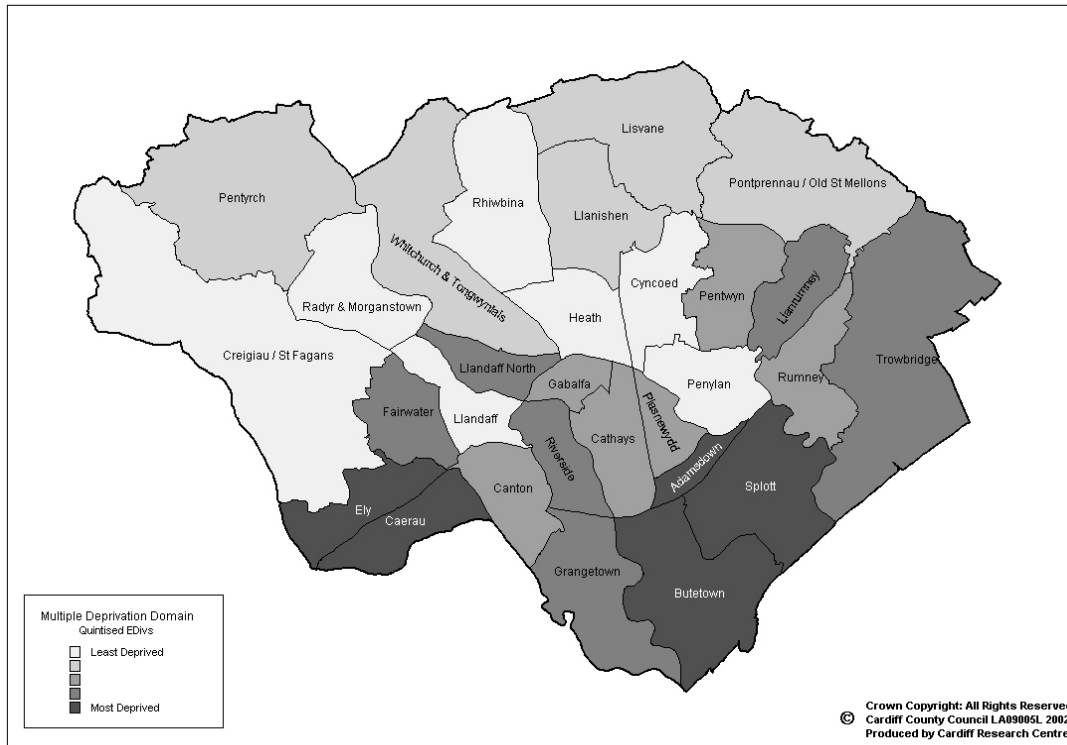 Lisvane
Pontprennau / Old St Mellons
Pentyrch
Rhiwbina
Llanishen
Whitchurch & Tongwynlais
Cyncoed
Pentwyn
Llanrumney
Radyr & Morganstown
Heath
Creigiau / St Fagans
Trowbridge
Llandaff North
Gabalfa
Penylan
Rumney
Fairwater
Llandaff
Plasnewydd
Cathays
Riverside
Adamsdown
Canton
Splott
Ely
Caerau
Grangetown
Butetown
Multiple Deprivation Domain
Quintised EDivs
Least Deprived
Most Deprived
© Crown Copyright: All Rights Reserved
Cardiff County Council LA09005L 2002
Produced by Cardiff Research Centre